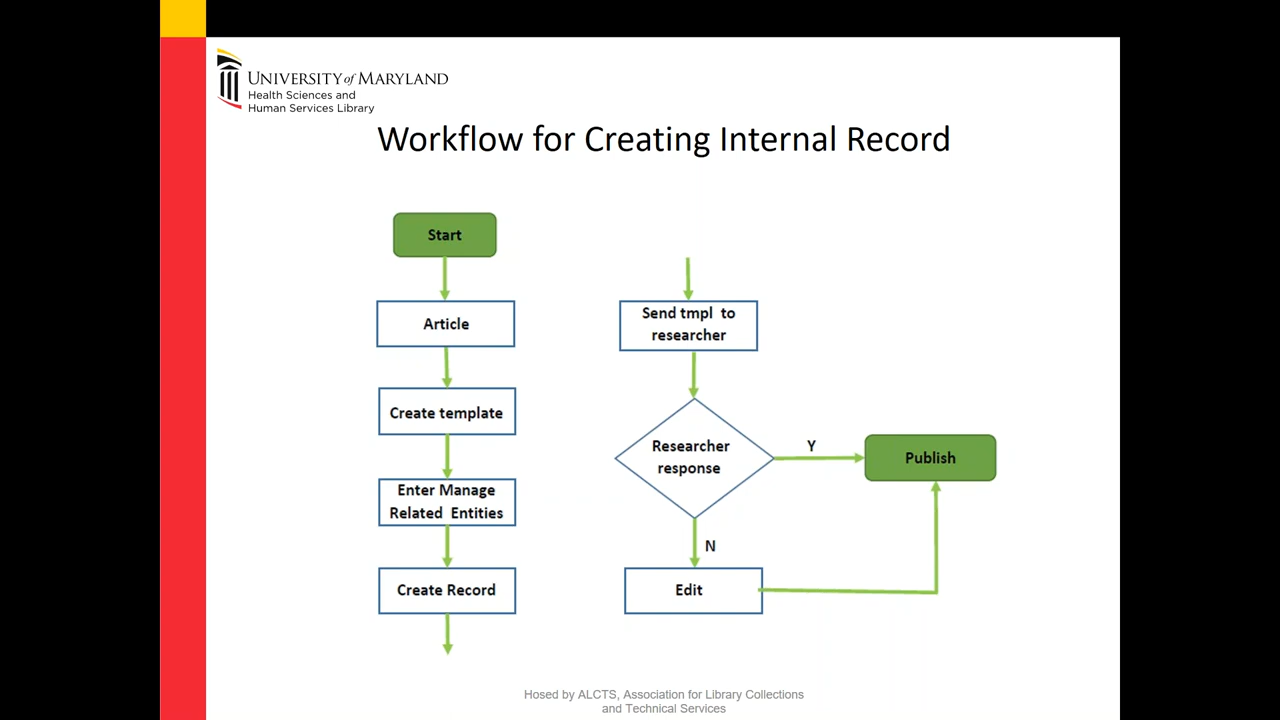 UNIVERSITY of MARYLAND
Health Sciences and
Human Services Library
Workflow for Creating Internal Record
Start
Article
Create template
Enter Manage
Related Entities
Create Record
Send tmpl to
researcher
Researcher
response
Y
Publish
N
Edit
Hosed by ALCTS, Association for Library Collections
and Technical Services